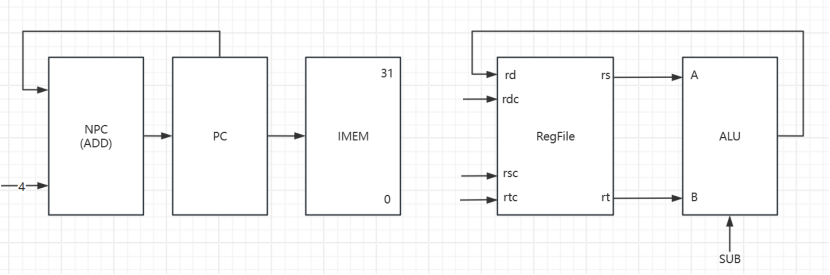 31
rd
rs
A
rdc
NPC
(ADD)
PC
IMEM
RegFile
ALU
rsc
4
0
rtc
rt
B
SUB